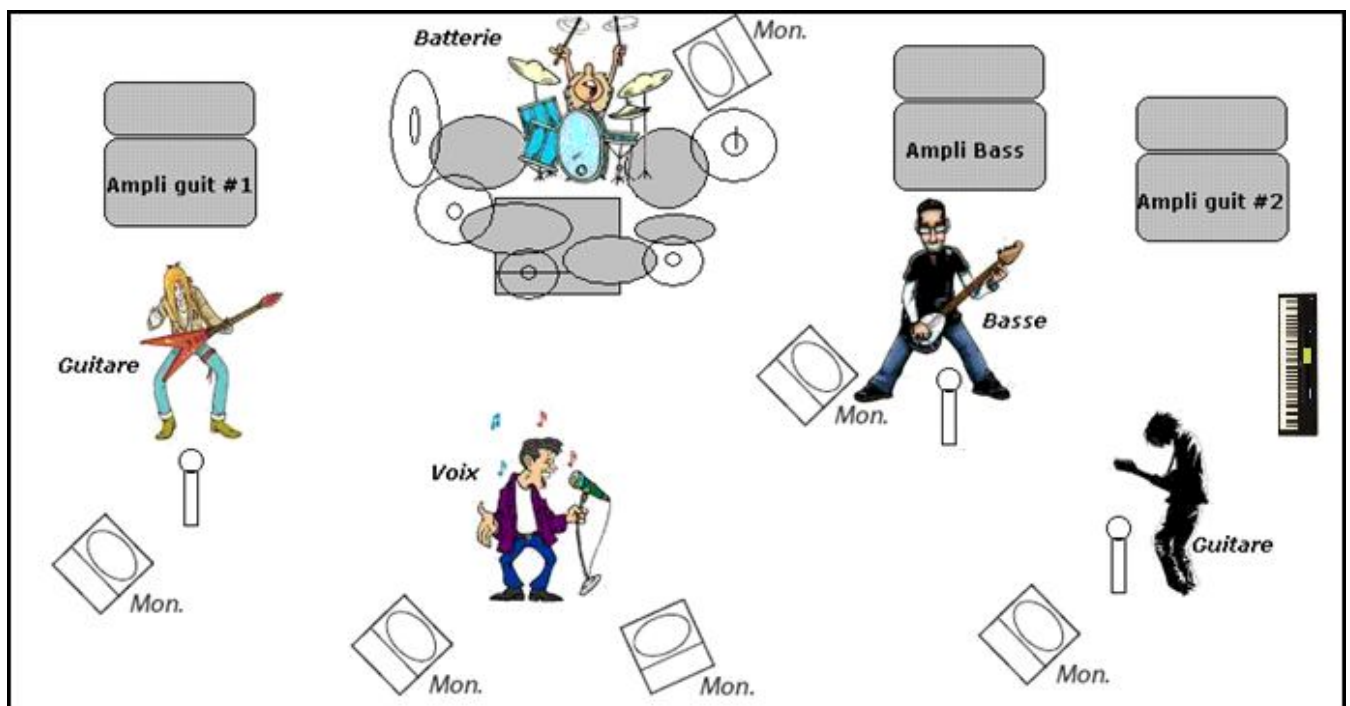 Batterie
Mon.
Ampli guit #1
Ampli Bass
Ampli guit #2
Guitare
Basse
Mon.
Voix
Guitare
Mon.
Mon.
Mon.
Mon.